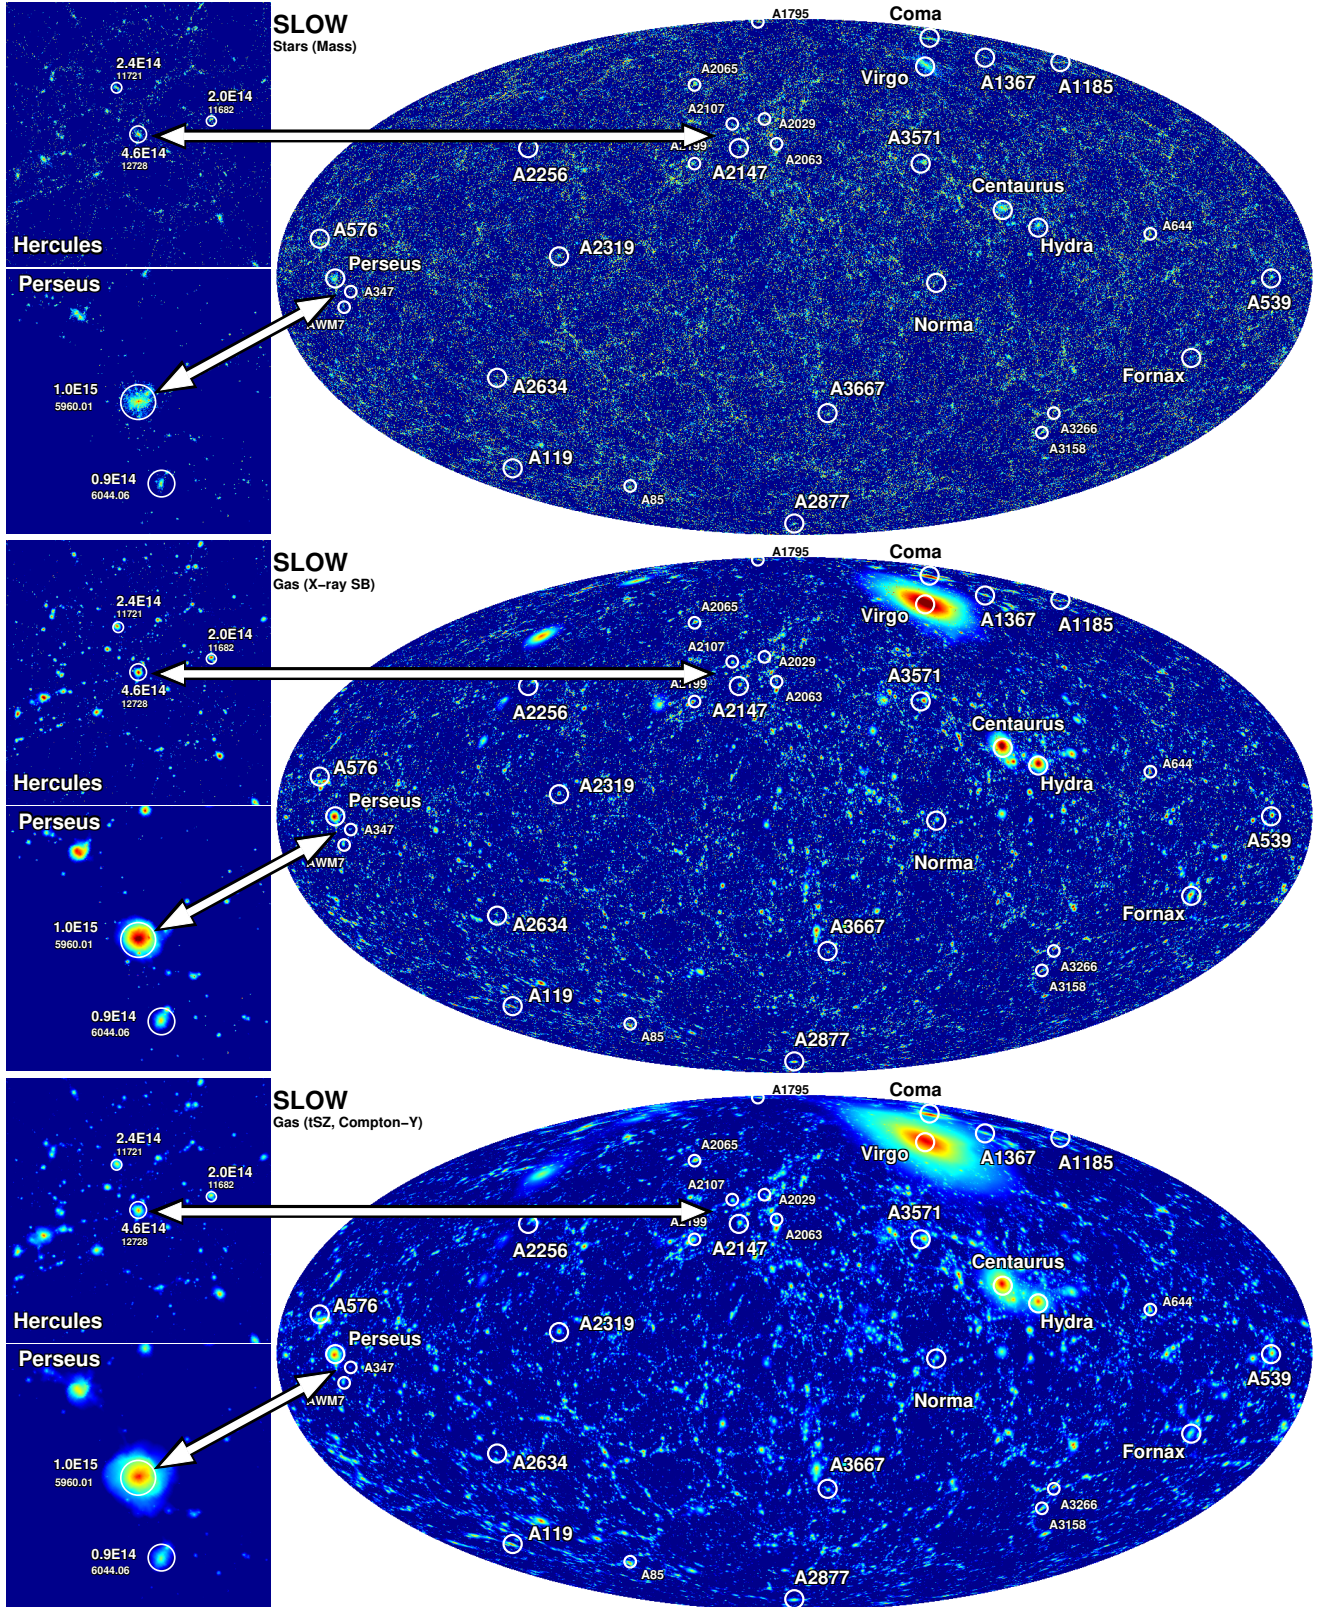 SLOW
Stars (Mass)
2.4E14
11721
2.0E14
11682
4.6E14
12728
Hercules
Perseus
1.0E15
5960.01
0.9E14
6044.06
A1795
Coma
Virgo
A1367
A1185
A2065
A2107
A2029
A2199
A2147
A2063
A2256
A3571
Centaurus
Hydra
A644
A576
Perseus
A347
AWM7
A2319
Norma
A539
Fornax
A2634
A3667
A3266
A3158
A119
A85
A2877
SLOW
Gas (X−ray SB)
2.4E14
11721
2.0E14
11682
4.6E14
12728
Hercules
Perseus
1.0E15
5960.01
0.9E14
6044.06
A1795
Coma
Virgo
A1367
A1185
A2065
A2107
A2029
A2199
A2147
A2063
A2256
A3571
Centaurus
Hydra
A644
A576
Perseus
A347
AWM7
A2319
Norma
A539
Fornax
A2634
A3667
A3266
A3158
A119
A85
A2877
SLOW
Gas (tSZ, Compton−Y)
2.4E14
11721
2.0E14
11682
4.6E14
12728
Hercules
Perseus
1.0E15
5960.01
0.9E14
6044.06
A1795
Coma
Virgo
A1367
A1185
A2065
A2107
A2029
A2199
A2147
A2063
A2256
A3571
Centaurus
Hydra
A644
A576
Perseus
A347
AWM7
A2319
Norma
A539
Fornax
A2634
A3667
A3266
A3158
A119
A85
A2877